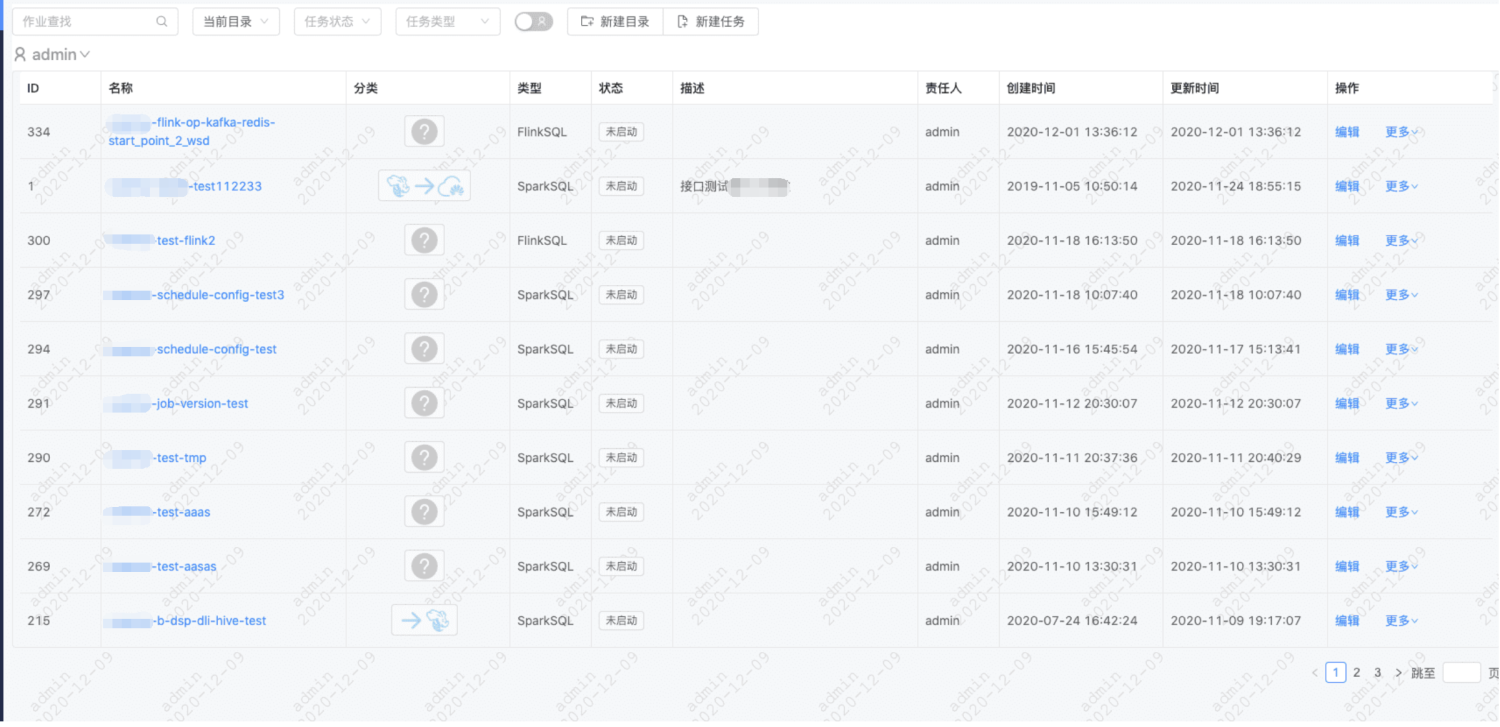 作业查找 当前目录 任务状态 任务类型 新建目录 新建任务
admin
ID 名称 分类 类型 状态 描述 责任人 创建时间 更新时间 操作
334 -flink-op-kafka-redis-start_point_2_wsd ? FlinkSQL 未启动 admin 2020-12-01 13:36:12 2020-12-01 13:36:12 编辑 更多
1 -test112233 SparkSQL 未启动 接口测试 admin 2019-11-05 10:50:14 2020-11-24 18:55:15 编辑 更多
300 -test-flink2 ? FlinkSQL 未启动 admin 2020-11-18 16:13:50 2020-11-18 16:13:50 编辑 更多
297 -schedule-config-test3 ? SparkSQL 未启动 admin 2020-11-18 10:07:40 2020-11-18 10:07:40 编辑 更多
294 -schedule-config-test ? SparkSQL 未启动 admin 2020-11-16 15:45:54 2020-11-17 15:13:41 编辑 更多
291 -job-version-test ? SparkSQL 未启动 admin 2020-11-12 20:30:07 2020-11-12 20:30:07 编辑 更多
290 -test-tmp ? SparkSQL 未启动 admin 2020-11-11 20:37:36 2020-11-11 20:40:29 编辑 更多
272 -test-aaas ? SparkSQL 未启动 admin 2020-11-10 15:49:12 2020-11-10 15:49:12 编辑 更多
269 -test-aasas ? SparkSQL 未启动 admin 2020-11-10 13:30:31 2020-11-10 13:30:31 编辑 更多
215 -b-dsp-dli-hive-test SparkSQL 未启动 admin 2020-07-24 16:42:24 2020-11-09 19:17:07 编辑 更多
< 1 2 3 > 跳至 页
admin
2020-12-09